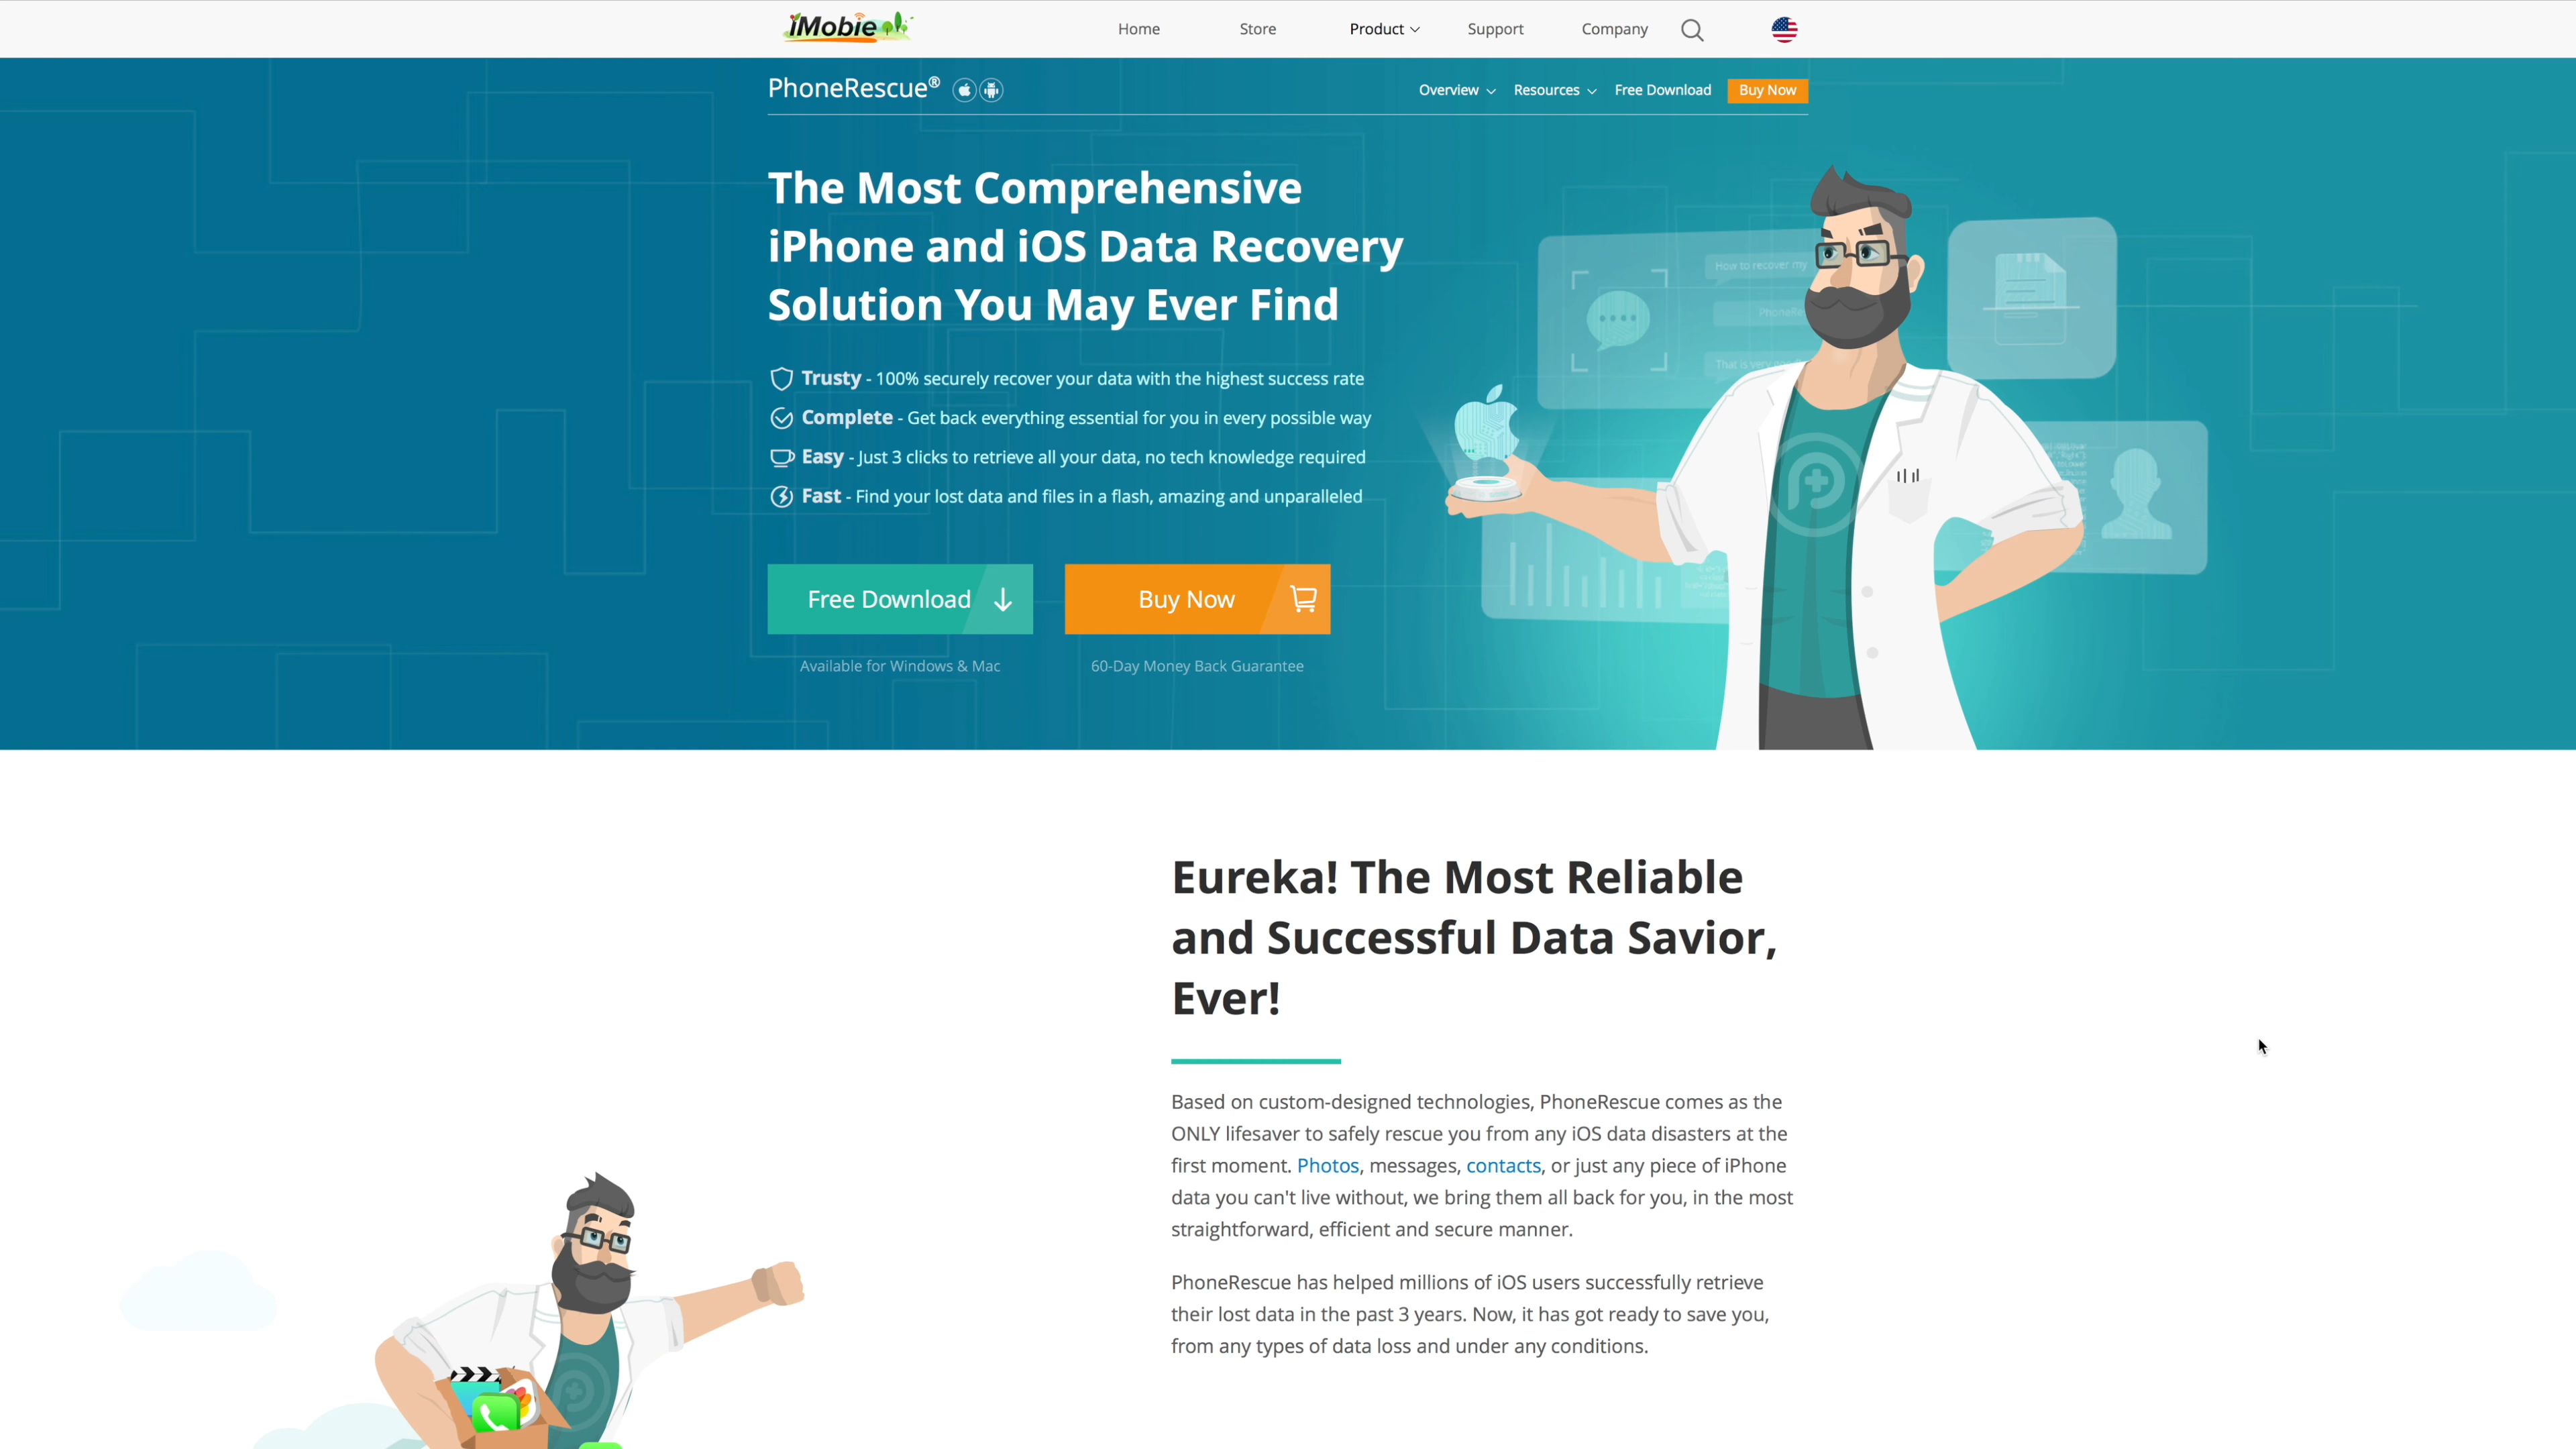 iMobie
Home Store Product Support Company
PhoneRescue®
Overview Resources Free Download Buy Now
The Most Comprehensive
iPhone and iOS Data Recovery
Solution You May Ever Find
Trusty - 100% securely recover your data with the highest success rate
Complete - Get back everything essential for you in every possible way
Easy - Just 3 clicks to retrieve all your data, no tech knowledge required
Fast - Find your lost data and files in a flash, amazing and unparalleled
How to recover my
Free Download
Buy Now
Available for Windows & Mac
60-Day Money Back Guarantee
Eureka! The Most Reliable
and Successful Data Savior,
Ever!
Based on custom-designed technologies, PhoneRescue comes as the
ONLY lifesaver to safely rescue you from any iOS data disasters at the
first moment. Photos, messages, contacts, or just any piece of iPhone
data you can't live without, we bring them all back for you, in the most
straightforward, efficient and secure manner.
PhoneRescue has helped millions of iOS users successfully retrieve
their lost data in the past 3 years. Now, it has got ready to save you,
from any types of data loss and under any conditions.